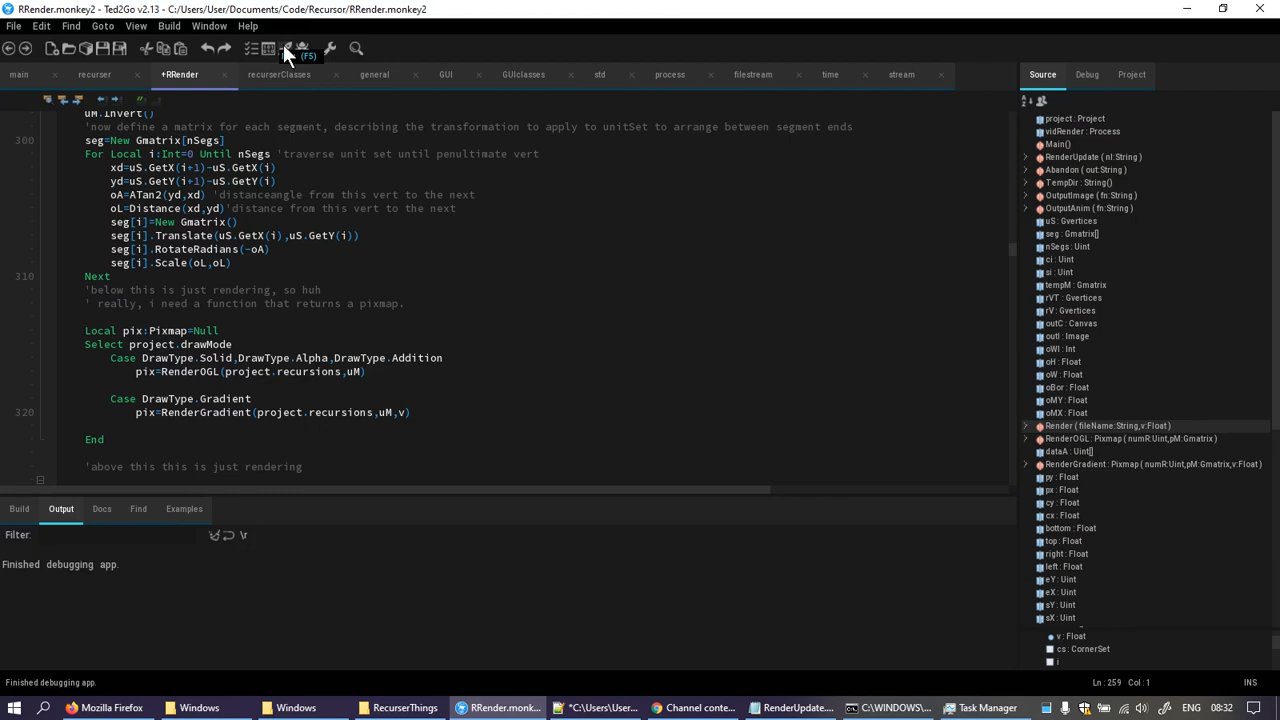 RRender.monkey2 - Ted2Go v2.13 - C:/Users/User/Documents/Code/Recursor/RRender.monkey2
File Edit Find Goto View Build Window Help
(F5)
main × recurser × +RRender × recurserClasses × general × GUI × GUIclasses × std × process × filestream × time × stream ×
Source Debug Project
uM.Invert()
'now define a matrix for each segment, describing the transformation to apply to unitSet to arrange between segment ends
300 seg=New Gmatrix[nSegs]
For Local i:Int=0 Until nSegs 'traverse unit set until penultimate vert
xd=uS.GetX(i+1)-uS.GetX(i)
yd=uS.GetY(i+1)-uS.GetY(i)
oA=ATan2(yd,xd) 'distanceangle from this vert to the next
oL=Distance(xd,yd)'distance from this vert to the next
seg[i]=New Gmatrix()
seg[i].Translate(uS.GetX(i),uS.GetY(i))
seg[i].RotateRadians(-oA)
seg[i].Scale(oL,oL)
310 Next
'below this is just rendering, so huh
' really, i need a function that returns a pixmap.
Local pix:Pixmap=Null
Select project.drawMode
Case DrawType.Solid,DrawType.Alpha,DrawType.Addition
pix=RenderOGL(project.recursions,uM)
Case DrawType.Gradient
320 pix=RenderGradient(project.recursions,uM,v)
End
'above this this is just rendering
project : Project
vidRender : Process
Main()
RenderUpdate ( nl:String )
Abandon ( out:String )
TempDir : String()
OutputImage ( fn:String )
OutputAnim ( fn:String )
uS : Gvertices
seg : Gmatrix[]
nSegs : Uint
ci : Uint
si : Uint
tempM : Gmatrix
rVT : Gvertices
rV : Gvertices
outC : Canvas
outI : Image
oWI : Int
oH : Float
oW : Float
oBor : Float
oMY : Float
oMX : Float
Render ( fileName:String,v:Float )
RenderOGL : Pixmap ( numR:Uint,pM:Gmatrix )
dataA : Uint[]
RenderGradient : Pixmap ( numR:Uint,pM:Gmatrix,v:Float )
py : Float
px : Float
cy : Float
cx : Float
bottom : Float
top : Float
right : Float
left : Float
eY : Uint
eX : Uint
sY : Uint
sX : Uint
v : Float
cs : CornerSet
i
Build Output Docs Find Examples
Filter: \r
Finished debugging app.
Finished debugging app. Ln : 259 Col : 1 INS
Mozilla Firefox Windows Windows RecurserThings RRender.monk... *C:\Users\User... Channel conte... RenderUpdate.... C:\WINDOWS\... Task Manager ENG 08:32